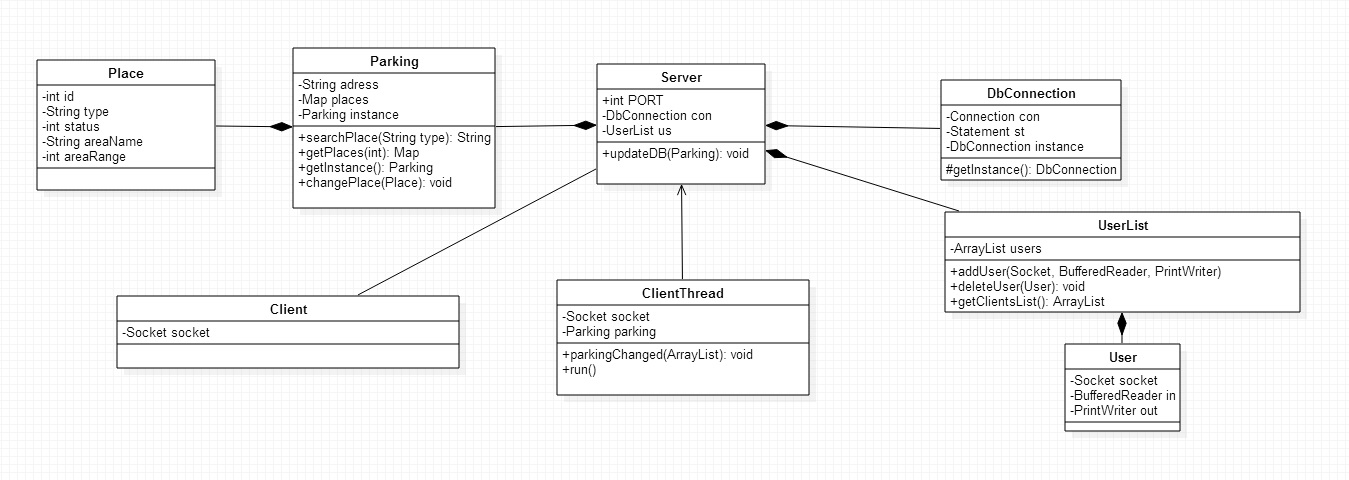 Place
-int id
-String type
-int status
-String areaName
-int areaRange
Parking
-String adress
-Map places
-Parking instance
+searchPlace(String type): String
+getPlaces(int): Map
+getInstance(): Parking
+changePlace(Place): void
Server
+int PORT
-DbConnection con
-UserList us
+updateDB(Parking): void
DbConnection
-Connection con
-Statement st
-DbConnection instance
#getInstance(): DbConnection
UserList
-ArrayList users
+addUser(Socket, BufferedReader, PrintWriter)
+deleteUser(User): void
+getClientsList(): ArrayList
Client
-Socket socket
ClientThread
-Socket socket
-Parking parking
+parkingChanged(ArrayList): void
+run()
User
-Socket socket
-BufferedReader in
-PrintWriter out